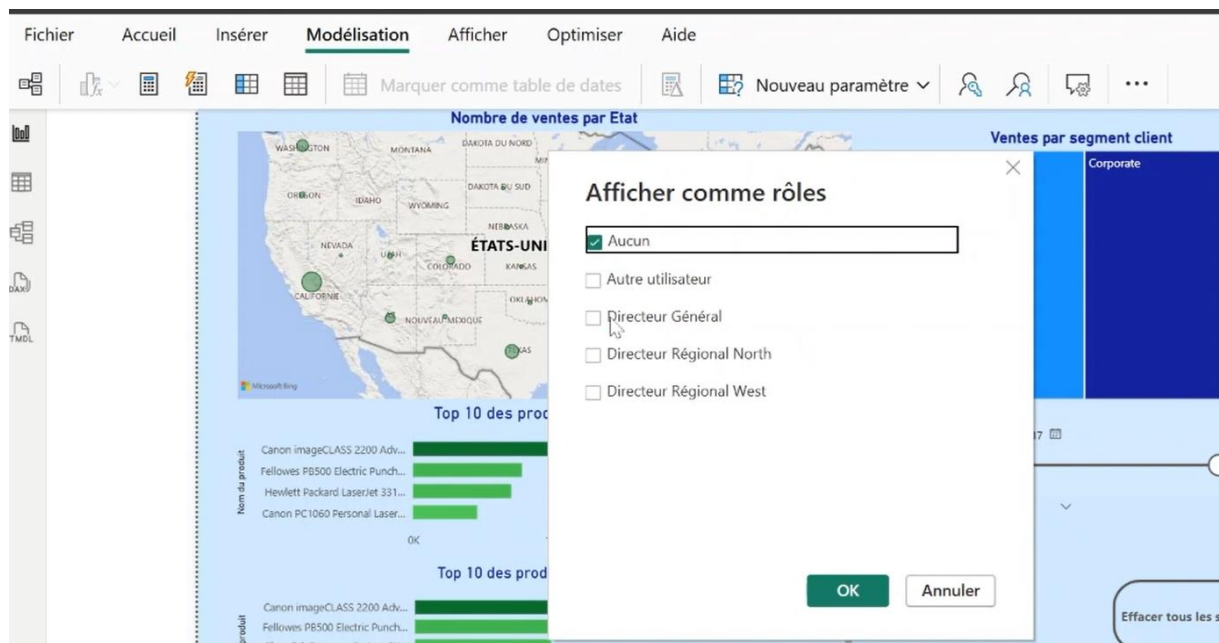 Fichier Accueil Insérer Modélisation Afficher Optimiser Aide
Marquer comme table de dates Nouveau paramètre
Nombre de ventes par Etat
Ventes par segment client
Corporate
WASHINGTON
MONTANA
DAKOTA DU NORD
OREGON
IDAHO
WYOMING
DAKOTA DU SUD
NEBRASKA
NEVADA
UTAH
COLORADO
KANSAS
ÉTATS-UNI
CALIFORNIE
NOUVEAU-MEXIQUE
OKLAHOM
TEXAS
Microsoft Bing
DAX
TMDL
Afficher comme rôles
Aucun
Autre utilisateur
Directeur Général
Directeur Régional North
Directeur Régional West
OK Annuler
Top 10 des prod
Nom du produit
Canon imageCLASS 2200 Adv...
Fellowes PB500 Electric Punch...
Hewlett Packard LaserJet 331...
Canon PC1060 Personal Laser...
0K
17
Top 10 des prod
Canon imageCLASS 2200 Adv...
Fellowes PB500 Electric Punch...
Effacer tous les s